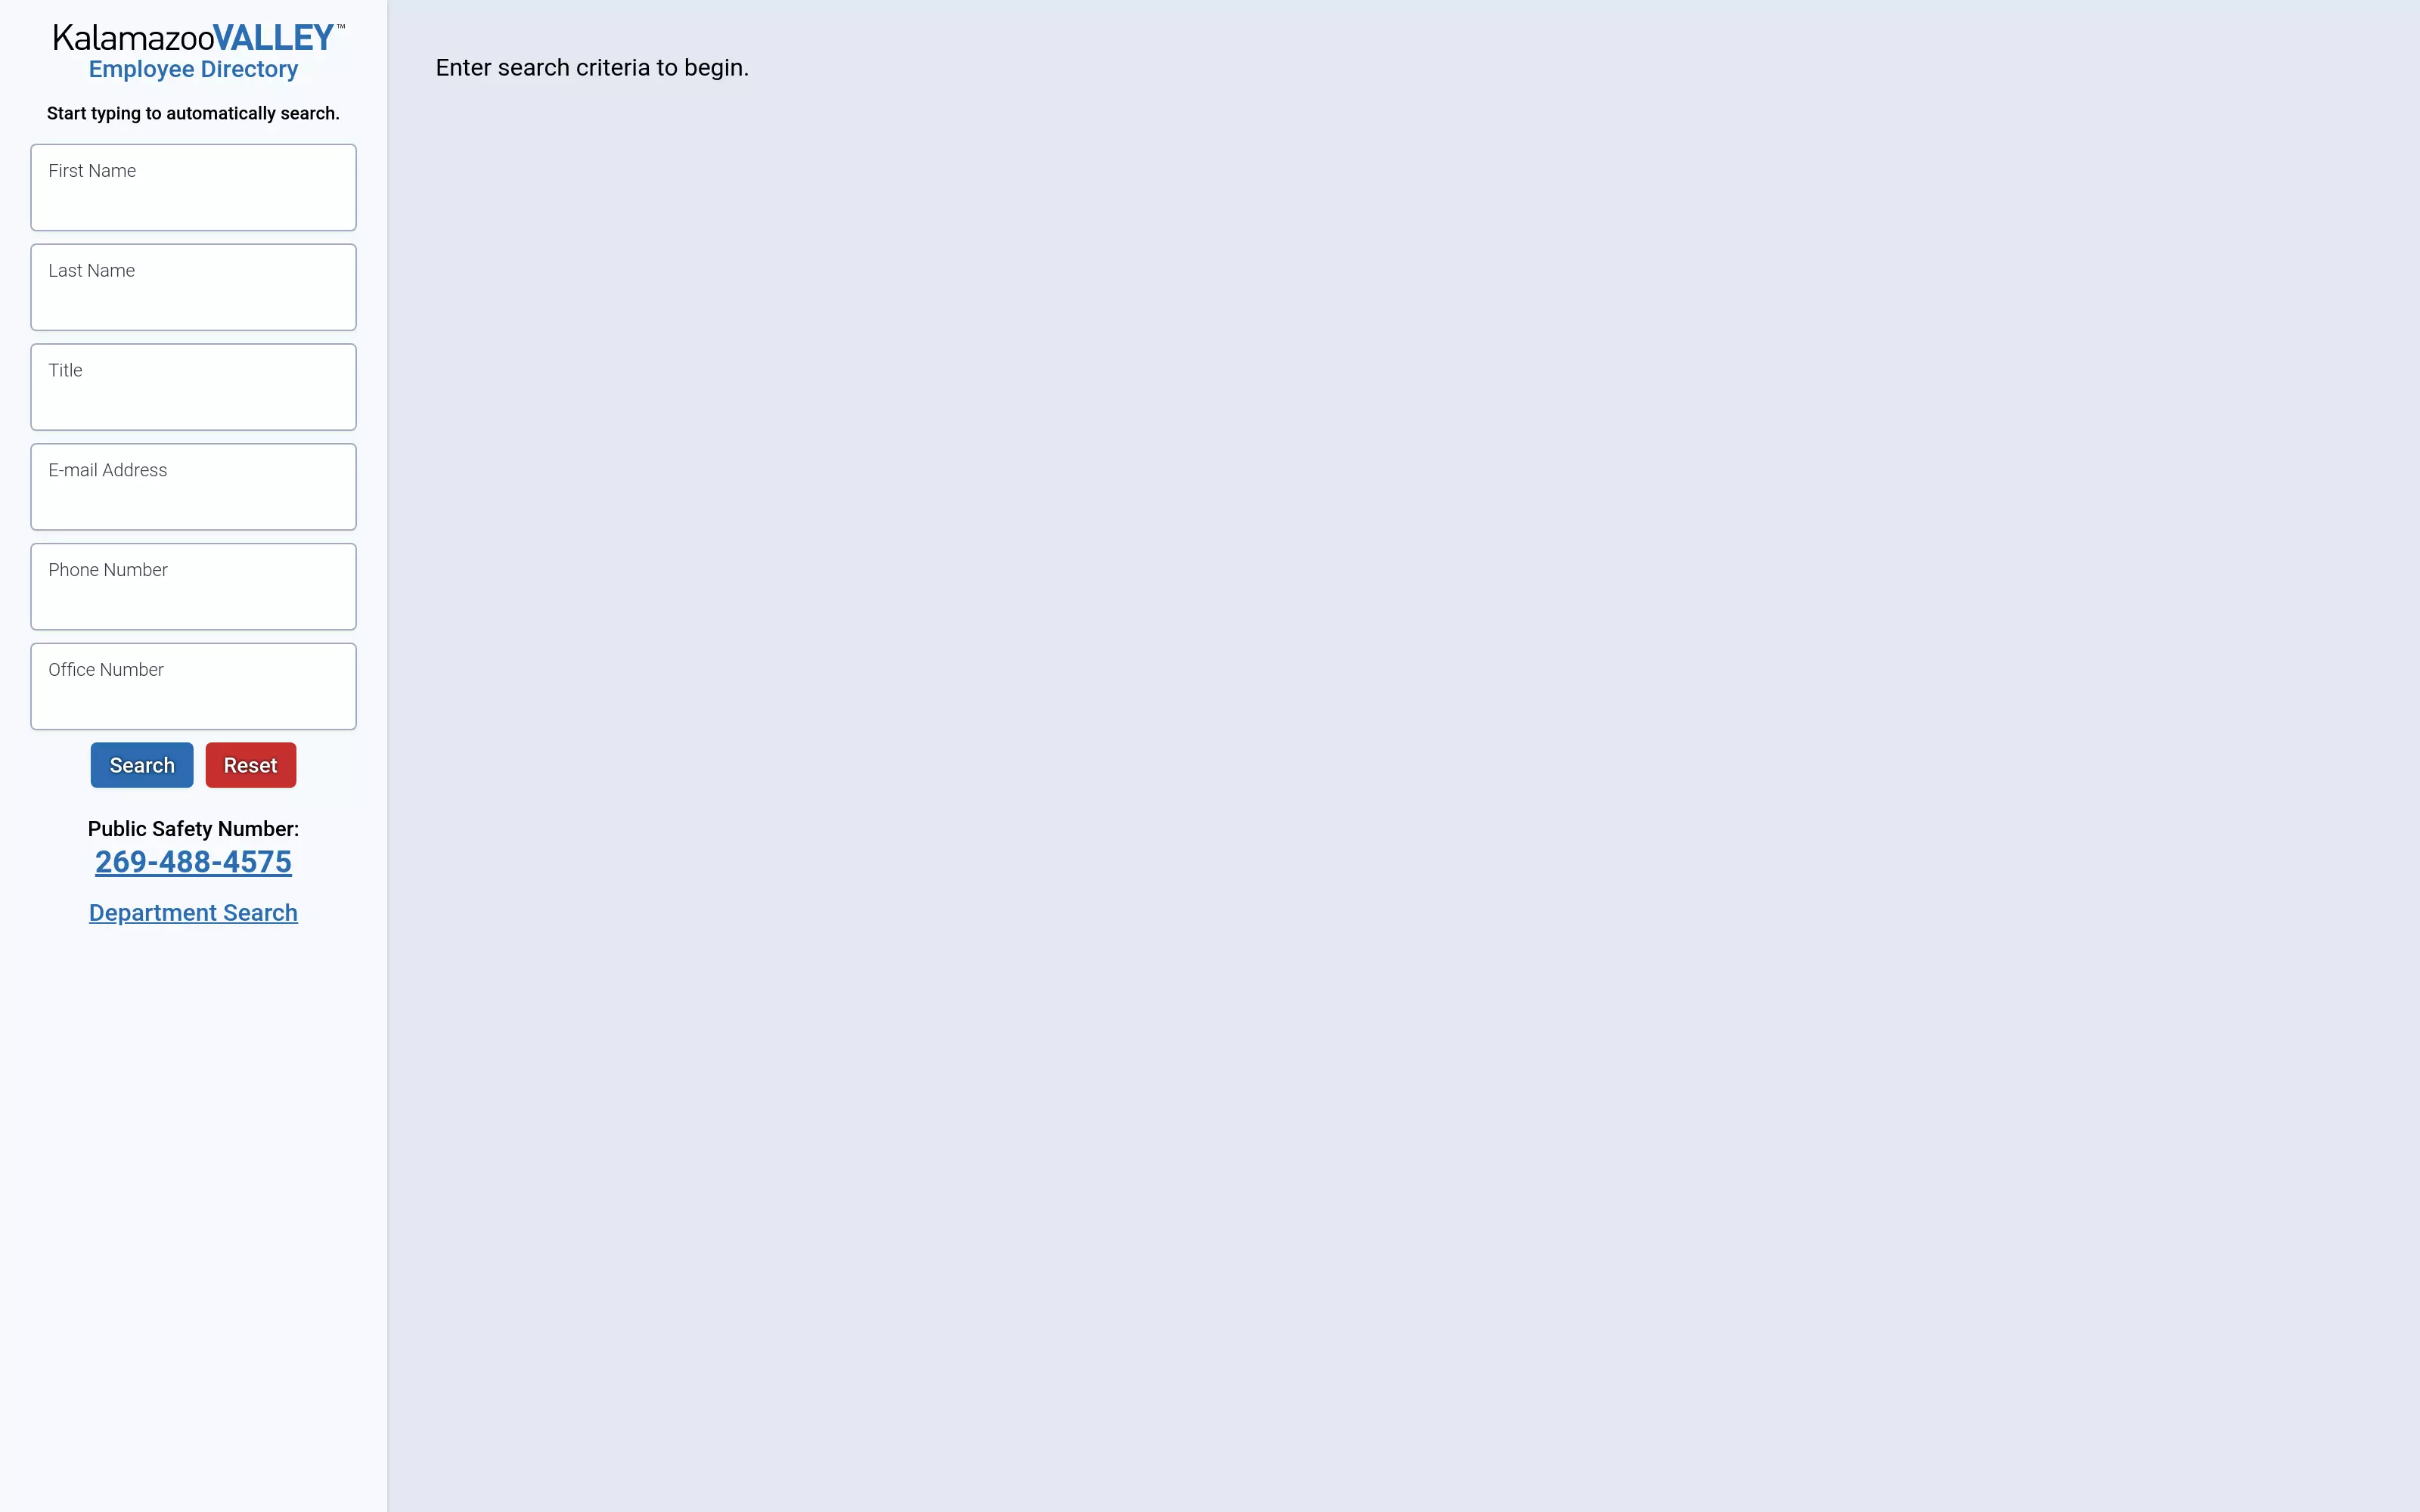 KalamazooVALLEY™
Employee Directory
Start typing to automatically search.
First Name
Last Name
Title
E-mail Address
Phone Number
Office Number
Search Reset
Public Safety Number:
269-488-4575
Department Search
Enter search criteria to begin.